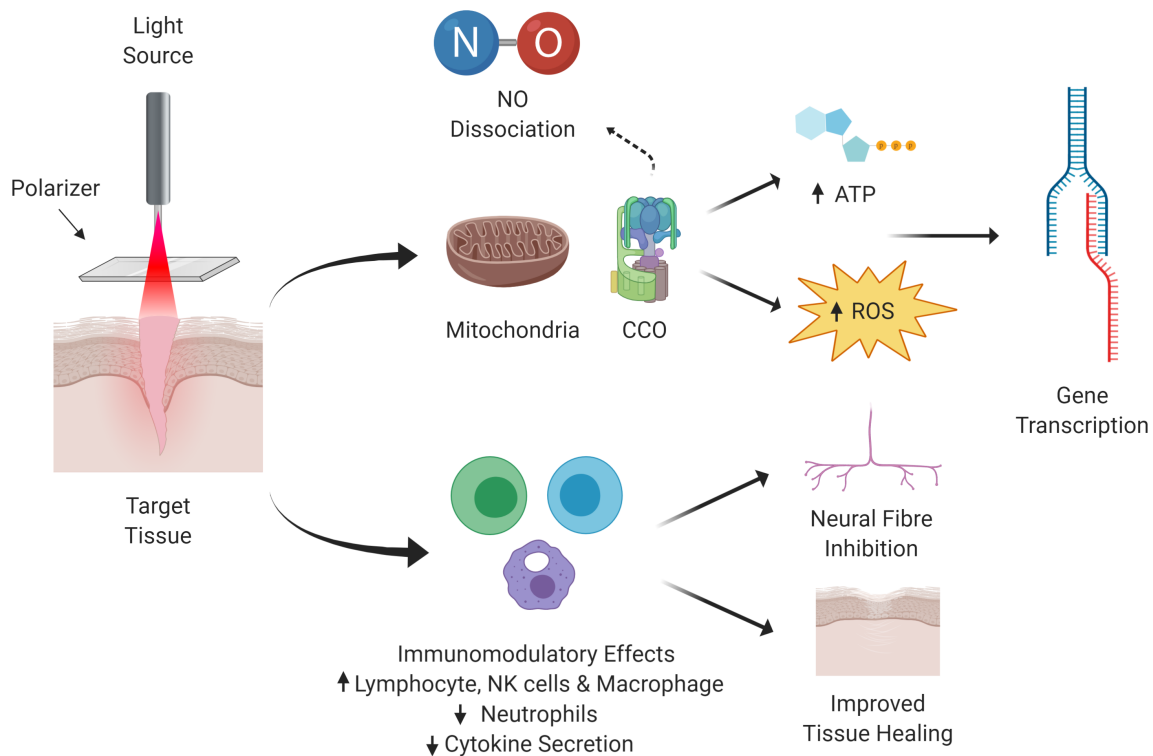 Light
Source
Polarizer
Target
Tissue
N O
NO
Dissociation
Mitochondria
CCO
P P P
↑ ATP
↑ ROS
Gene
Transcription
Immunomodulatory Effects
↑ Lymphocyte, NK cells & Macrophage
↓ Neutrophils
↓ Cytokine Secretion
Neural Fibre
Inhibition
Improved
Tissue Healing